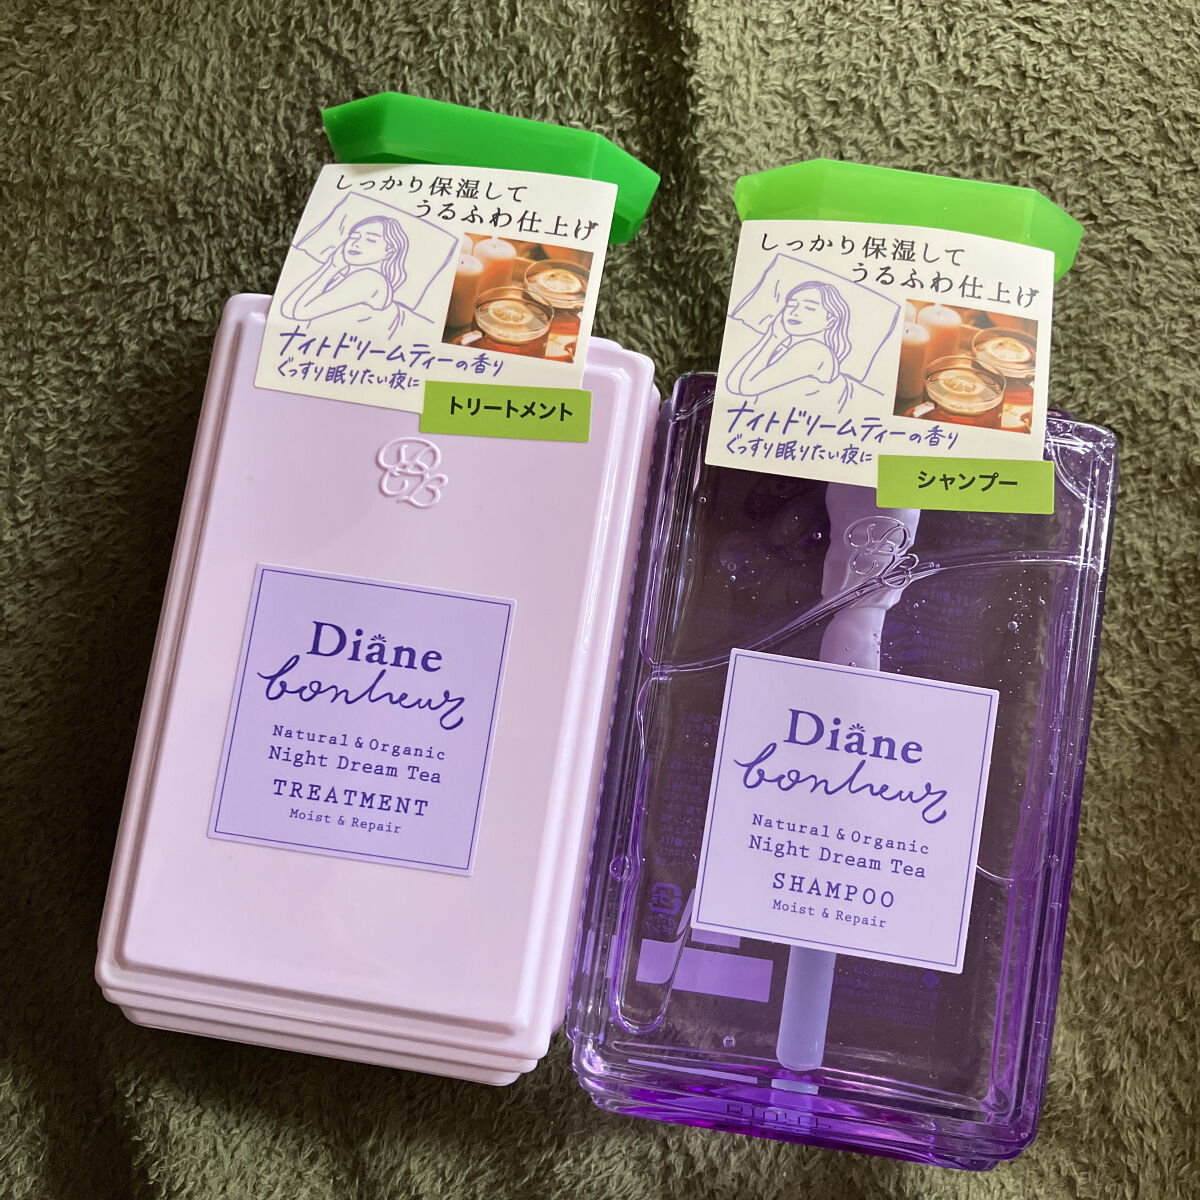 しっかり保湿して
うるふわ仕上げ
ナイトドリームティーの香り
ぐっすり眠りたい夜に
トリートメント
Diane
bonheur
Natural & Organic
Night Dream Tea
TREATMENT
Moist & Repair
しっかり保湿して
うるふわ仕上げ
ナイトドリームティーの香り
ぐっすり眠りたい夜に
シャンプー
Diane
bonheur
Natural & Organic
Night Dream Tea
SHAMPOO
Moist & Repair